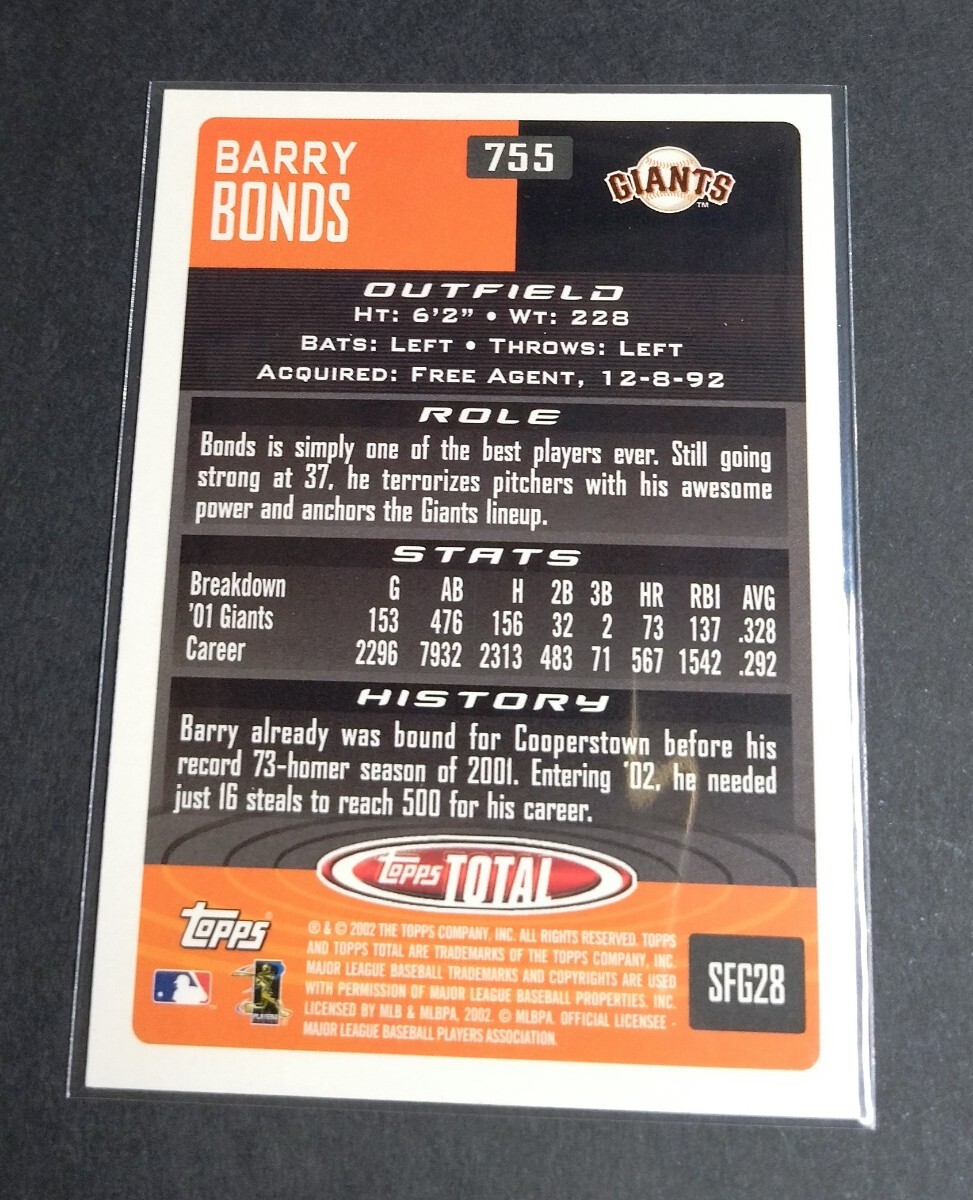 BARRY
BONDS
755
GIANTS
TM
OUTFIELD
HT: 6'2" • WT: 228
BATS: LEFT • THROWS: LEFT
ACQUIRED: FREE AGENT, 12-8-92
ROLE
Bonds is simply one of the best players ever. Still going
strong at 37, he terrorizes pitchers with his awesome
power and anchors the Giants lineup.
STATS
Breakdown G AB H 2B 3B HR RBI AVG
'01 Giants 153 476 156 32 2 73 137 .328
Career 2296 7932 2313 483 71 567 1542 .292
HISTORY
Barry already was bound for Cooperstown before his
record 73-homer season of 2001. Entering '02, he needed
just 16 steals to reach 500 for his career.
Topps TOTAL
Topps®
® & © 2002 THE TOPPS COMPANY, INC. ALL RIGHTS RESERVED. TOPPS
AND TOPPS TOTAL ARE TRADEMARKS OF THE TOPPS COMPANY, INC.
MAJOR LEAGUE BASEBALL TRADEMARKS AND COPYRIGHTS ARE USED
WITH PERMISSION OF MAJOR LEAGUE BASEBALL PROPERTIES, INC.
LICENSED BY MLB & MLBPA, 2002. © MLBPA. OFFICIAL LICENSEE -
MAJOR LEAGUE BASEBALL PLAYERS ASSOCIATION.
PLAYERS
SFG28